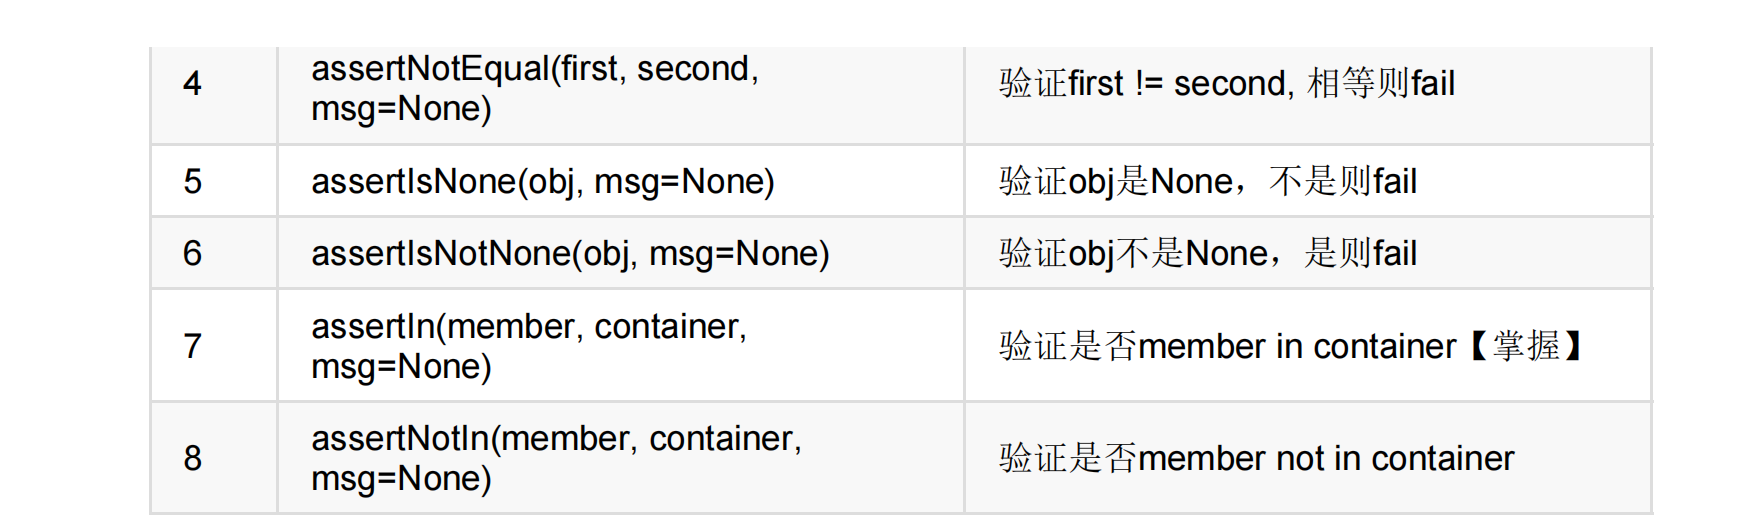 4
assertNotEqual(first, second,
msg=None)
验证first != second, 相等则fail
5
assertIsNone(obj, msg=None)
验证obj是None，不是则fail
6
assertIsNotNone(obj, msg=None)
验证obj不是None，是则fail
7
assertIn(member, container,
msg=None)
验证是否member in container【掌握】
8
assertNotIn(member, container,
msg=None)
验证是否member not in container